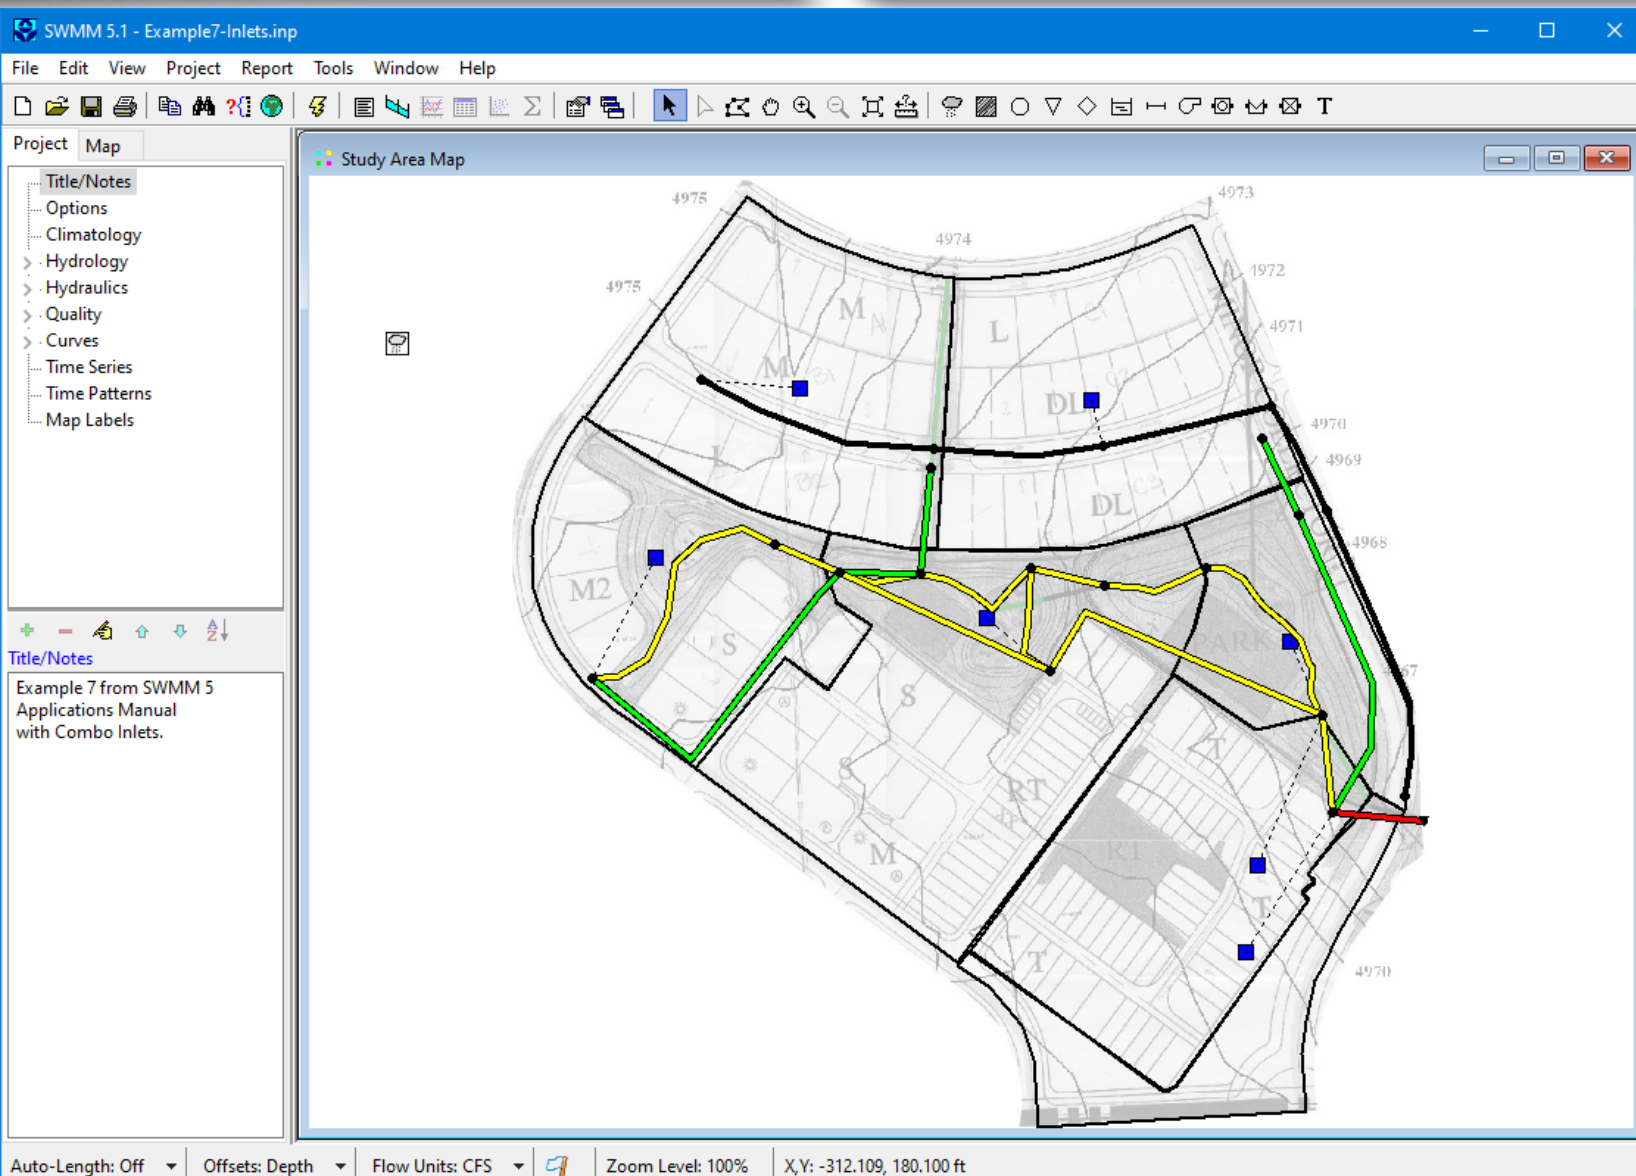 SWMM 5.1 - Example7-Inlets.inp
File Edit View Project Report Tools Window Help
T
Project Map
Title/Notes
Options
Climatology
Hydrology
Hydraulics
Quality
Curves
Time Series
Time Patterns
Map Labels
Title/Notes
Example 7 from SWMM 5
Applications Manual
with Combo Inlets.
Study Area Map
4975
4973
4974
4972
4975
4971
M
L
M
DL
4970
4969
L
DL
4968
M2
S
PARK
67
S
T
S
RT
M
RT
T
T
4970
Auto-Length: Off Offsets: Depth Flow Units: CFS Zoom Level: 100% X,Y: -312.109, 180.100 ft